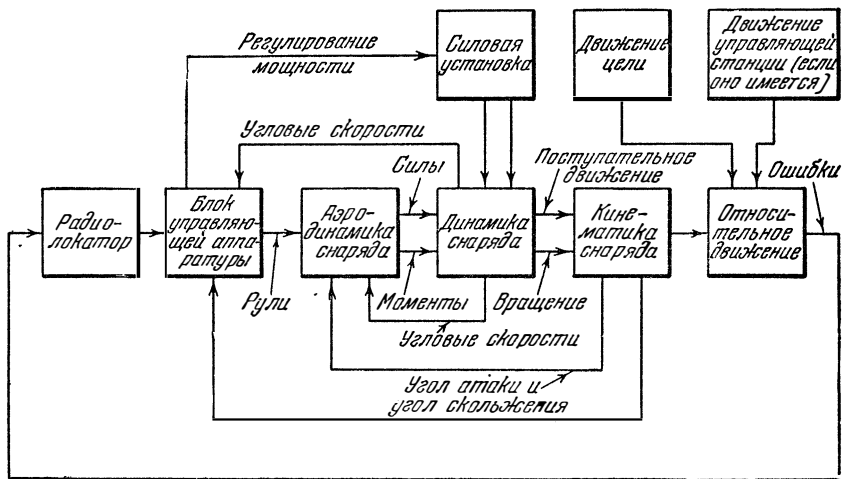 Регулирование
мощности
Силовая
установка
Движение
цели
Движение
управляющей
станции (если
оно имеется)
Угловые скорости
Силы
Поступательное
движение
Ошибки
Радио-
локатор
Блок
управляю-
щей аппа-
ратуры
Аэро-
динамика
снаряда
Динамика
снаряда
Кине-
матика
снаряда
Относи-
тельное
движение
Рули
Моменты
Вращение
Угловые скорости
Угол атаки и
угол скольжения